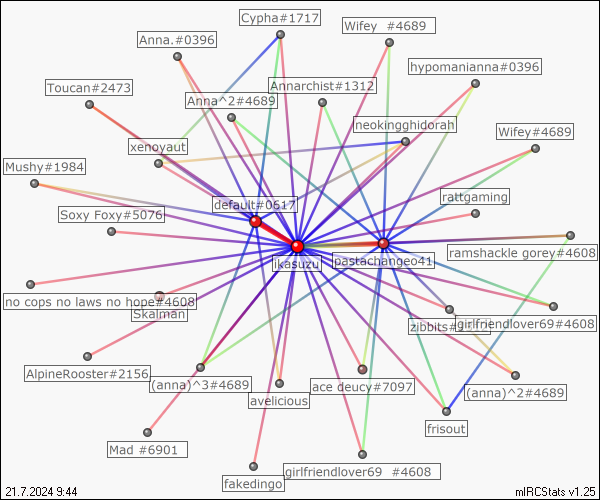 Cypha#1717
Wifey  #4689
Anna.#0396
hypomanianna#0396
Toucan#2473
Annarchist#1312
Anna^2#4689
neokingghidorah
Wifey#4689
xenoyaut
Mushy#1984
rattgaming
default#0617
Soxy Foxy#5076
ramshackle gorey#4608
pastachangeo41
ikasuzu
no cops no laws no hope#4608
Skalman
zibbits#
girlfriendlover69#4608
AlpineRooster#2156
(anna)^3#4689
ace deucy#7097
(anna)^2#4689
avelicious
frisout
Mad #6901
girlfriendlover69  #4608
fakedingo
21.7.2024 9:44
mIRCStats v1.25